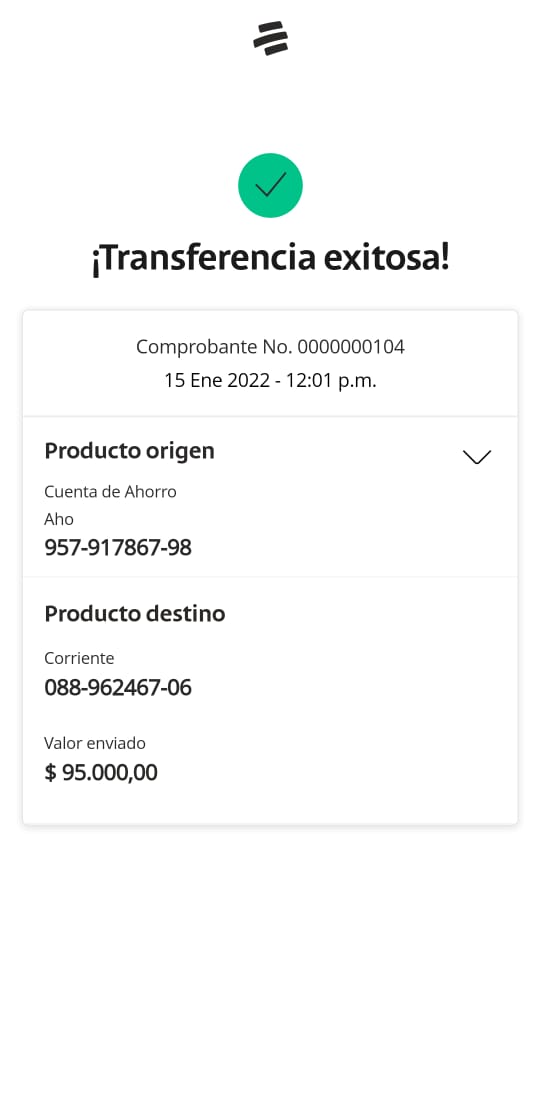 ¡Transferencia exitosa!
Comprobante No. 0000000104
15 Ene 2022 - 12:01 p.m.
Producto origen
Cuenta de Ahorro
Aho
957-917867-98
Producto destino
Corriente
088-962467-06
Valor enviado
$ 95.000,00